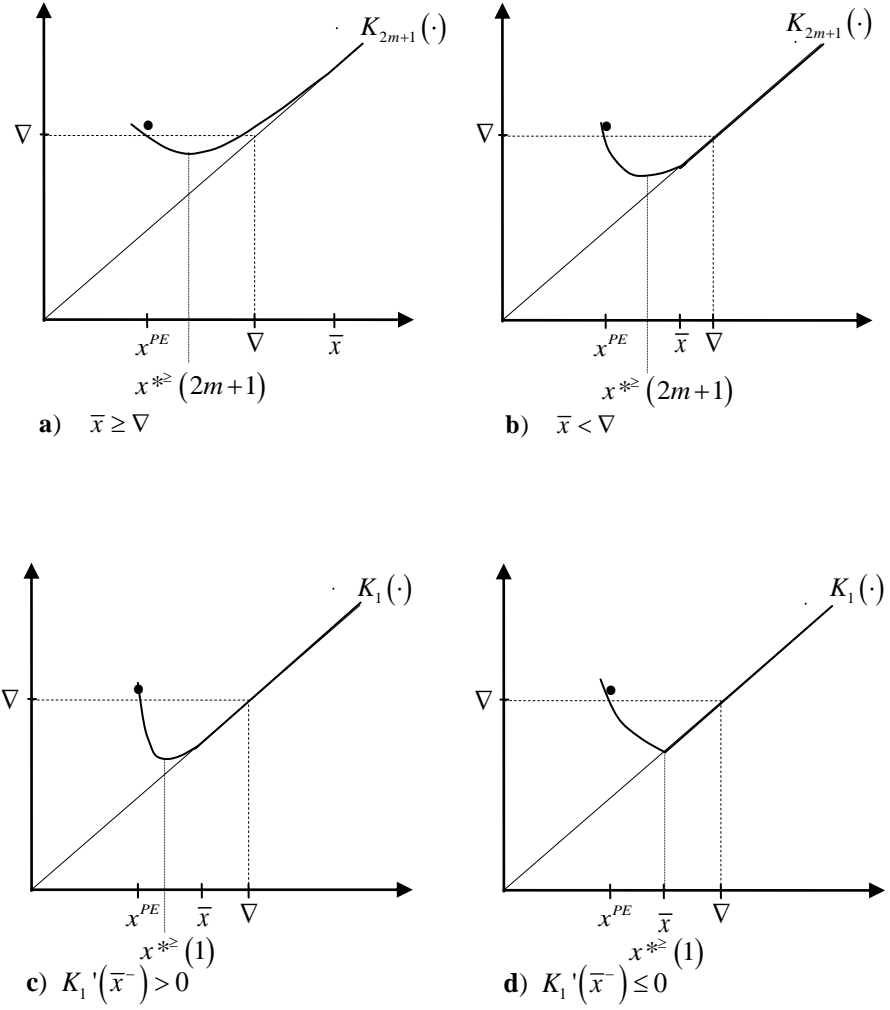 K_{2m+1}(·)
∇
x^{PE} ∇ x̄
x*^≥(2m+1)
a) x̄ ≥ ∇
K_{2m+1}(·)
∇
x^{PE} x̄ ∇
x*^≥(2m+1)
b) x̄ < ∇
K_1(·)
∇
x^{PE} x̄ ∇
x*^≥(1)
c) K_1'(x̄^-) > 0
K_1(·)
∇
x^{PE} x̄ ∇
x*^≥(1)
d) K_1'(x̄^-) ≤ 0